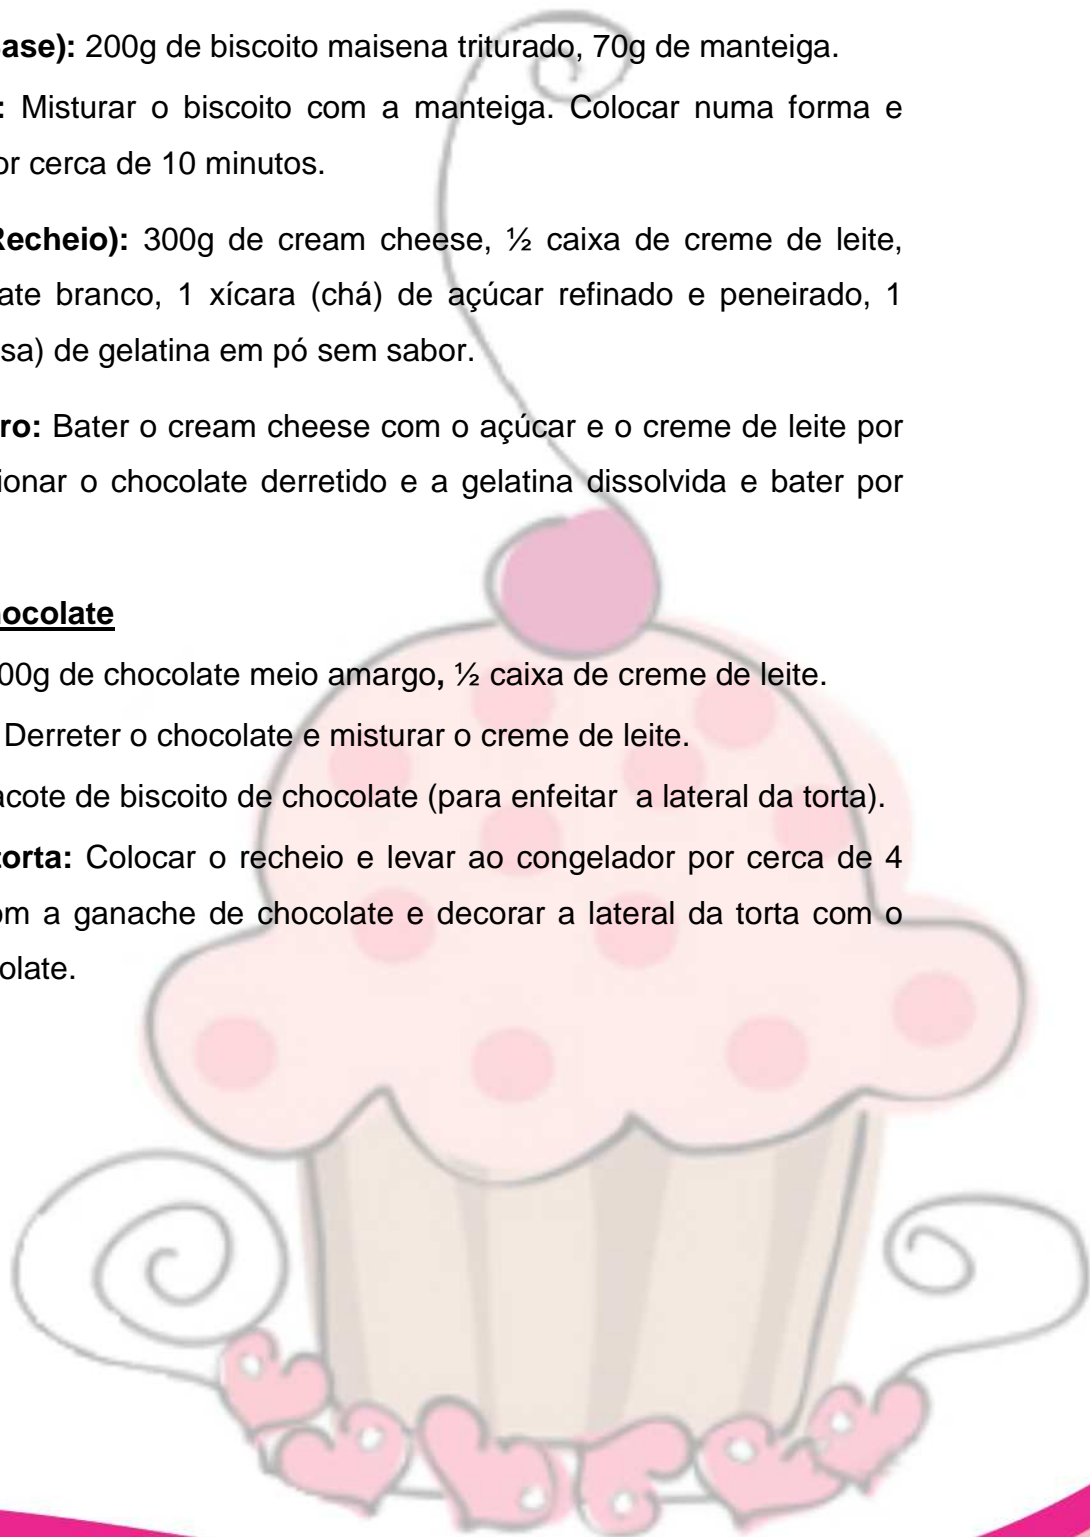 ase): 200g de biscoito maisena triturado, 70g de manteiga.
: Misturar o biscoito com a manteiga. Colocar numa forma e
or cerca de 10 minutos.
Recheio): 300g de cream cheese, ½ caixa de creme de leite,
ate branco, 1 xícara (chá) de açúcar refinado e peneirado, 1
sa) de gelatina em pó sem sabor.
ro: Bater o cream cheese com o açúcar e o creme de leite por
ionar o chocolate derretido e a gelatina dissolvida e bater por
hocolate
00g de chocolate meio amargo, ½ caixa de creme de leite.
Derreter o chocolate e misturar o creme de leite.
acote de biscoito de chocolate (para enfeitar  a lateral da torta).
torta: Colocar o recheio e levar ao congelador por cerca de 4
om a ganache de chocolate e decorar a lateral da torta com o
olate.